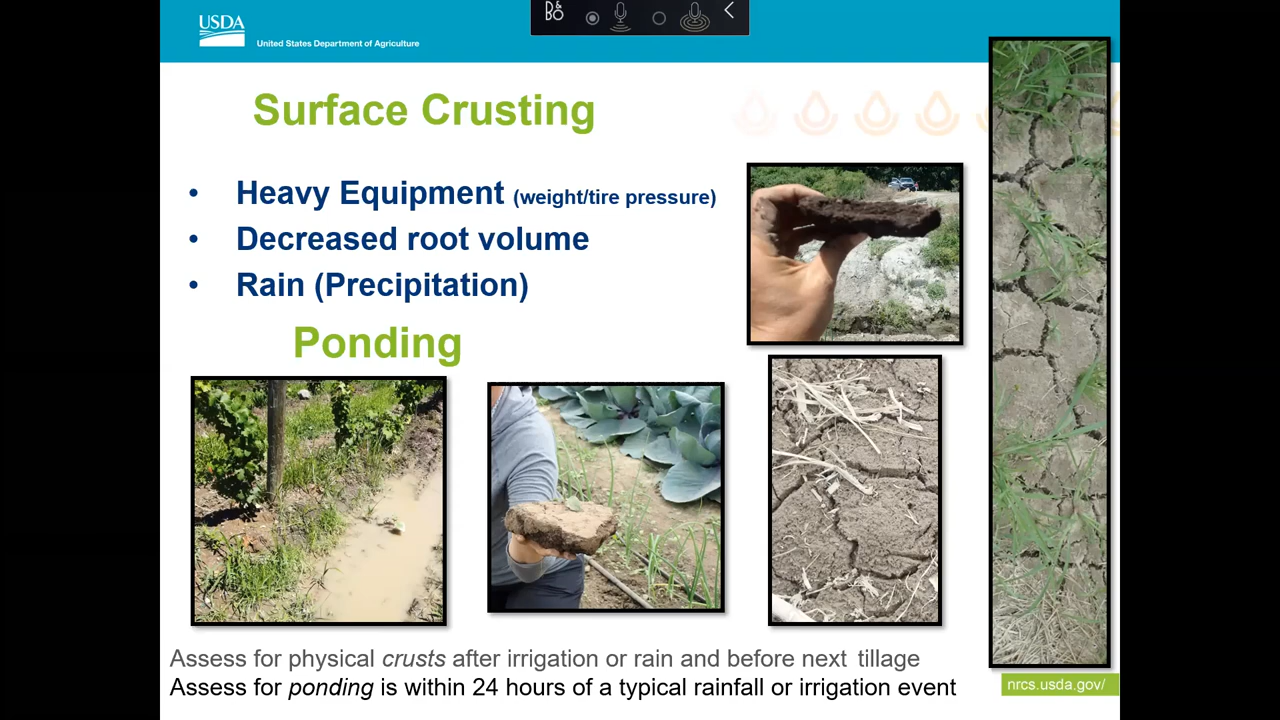 USDA
United States Department of Agriculture
B&O
Surface Crusting
• Heavy Equipment (weight/tire pressure)
• Decreased root volume
• Rain (Precipitation)
Ponding
Assess for physical crusts after irrigation or rain and before next tillage
Assess for ponding is within 24 hours of a typical rainfall or irrigation event
nrcs.usda.gov/